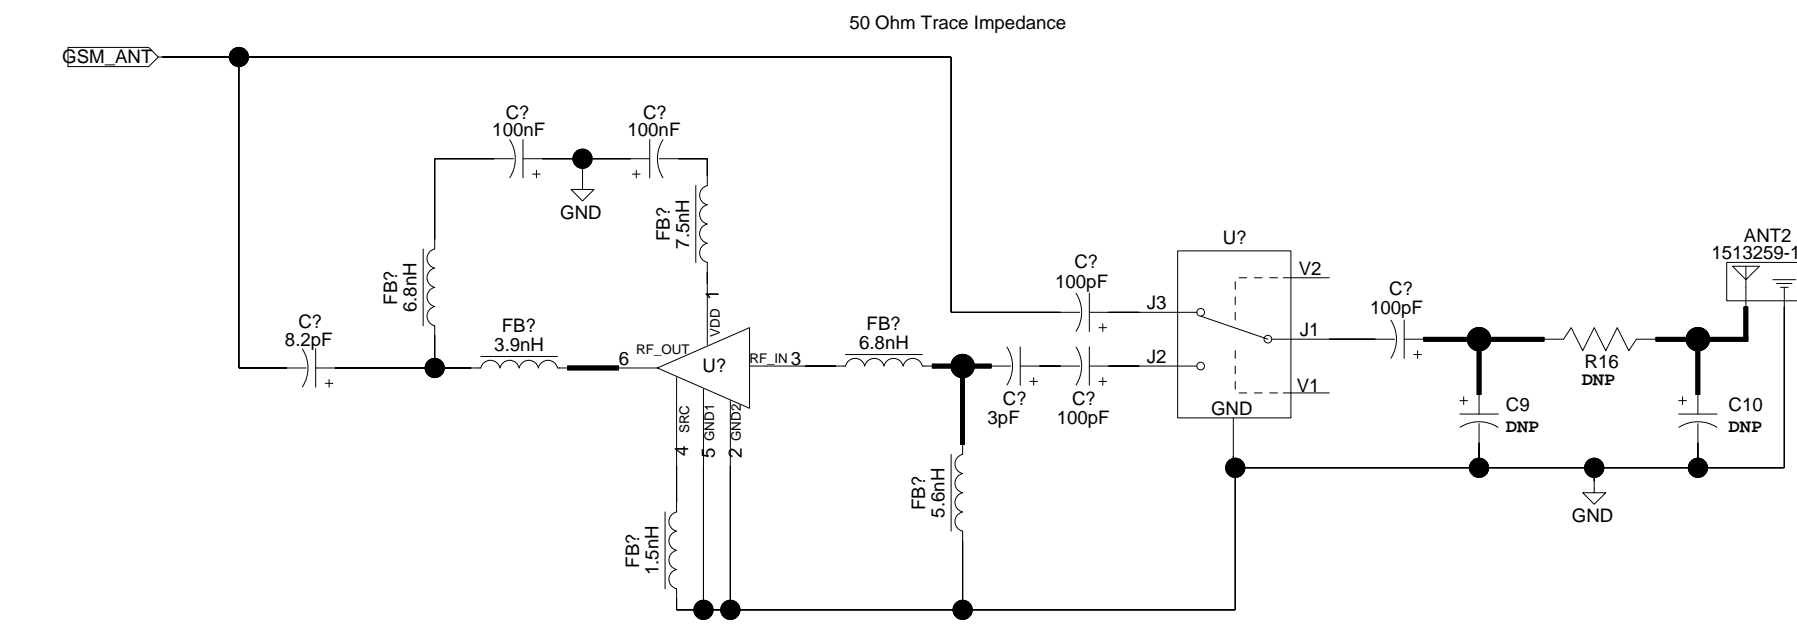 50 Ohm Trace Impedance
GSM_ANT
C?
100nF
C?
100nF
GND
FB?
7.5nH
FB?
6.8nH
C?
8.2pF
FB?
3.9nH
6
RF_OUT
1
VDD
U?
RF_IN
3
4
SRC
5
GND1
2
GND2
FB?
1.5nH
FB?
6.8nH
FB?
5.6nH
C?
3pF
C?
100pF
C?
100pF
U?
J3
J2
V2
J1
V1
GND
C?
100pF
R16
DNP
C9
DNP
C10
DNP
GND
ANT2
1513259-1
+
+
+
+
+
+
+
+
+